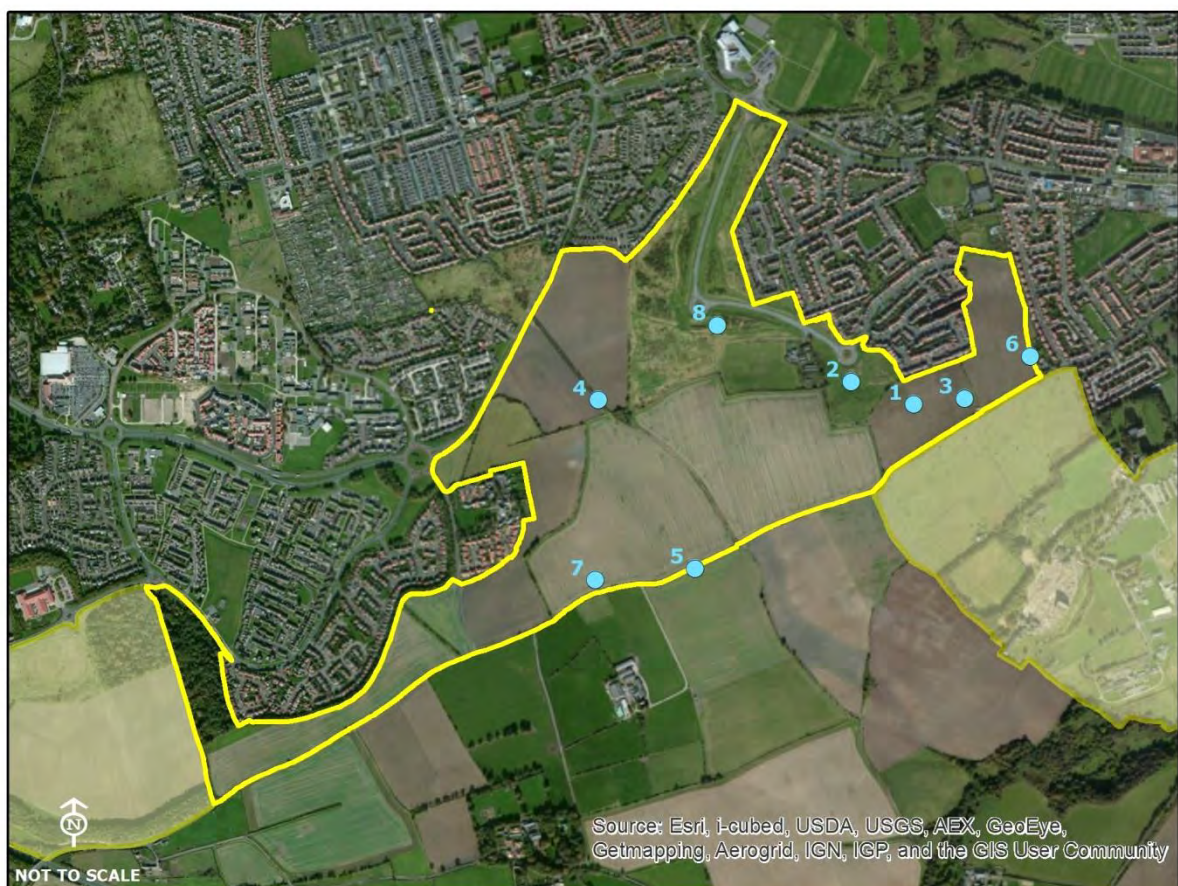 8
6
2
4
1
3
5
7
N
Source: Esri, i-cubed, USDA, USGS, AEX, GeoEye,
Getmapping, Aerogrid, IGN, IGP, and the GIS User Community
NOT TO SCALE